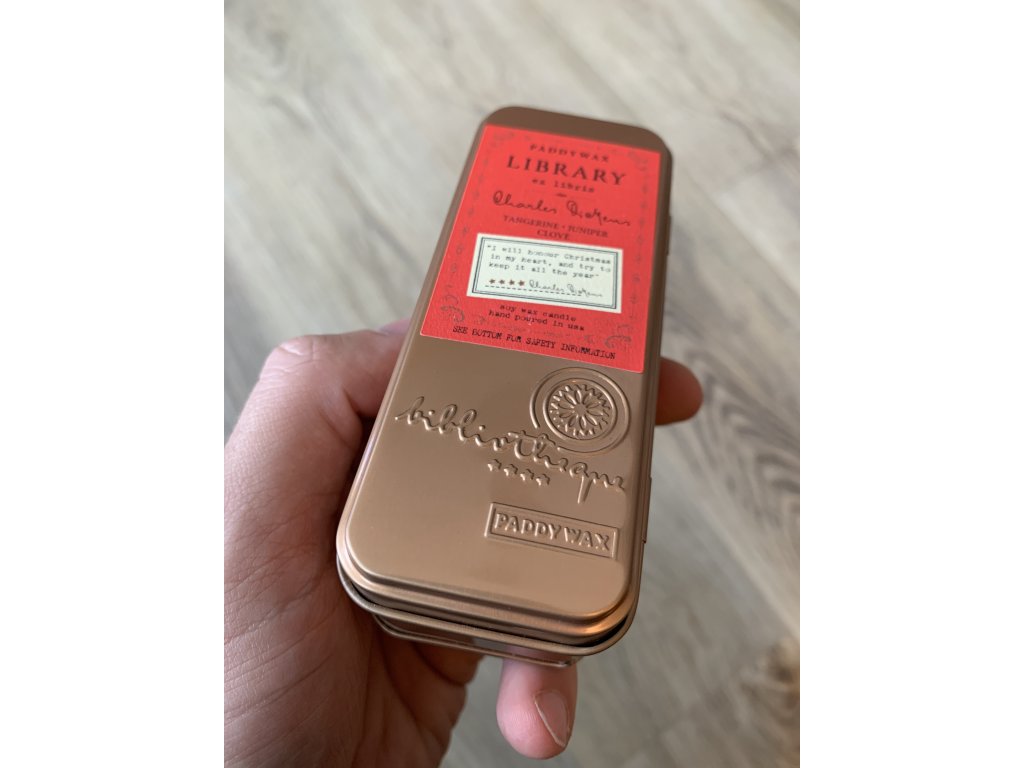 PADDYWAX
LIBRARY
ex libris
de
Charles Dickens
TANGERINE · JUNIPER
CLOVE
"I will honour Christmas
in my heart, and try to
keep it all the year"
Charles Dickens
soy wax candle
hand poured in usa
SEE BOTTOM FOR SAFETY INFORMATION
bibliotheque
PADDYWAX